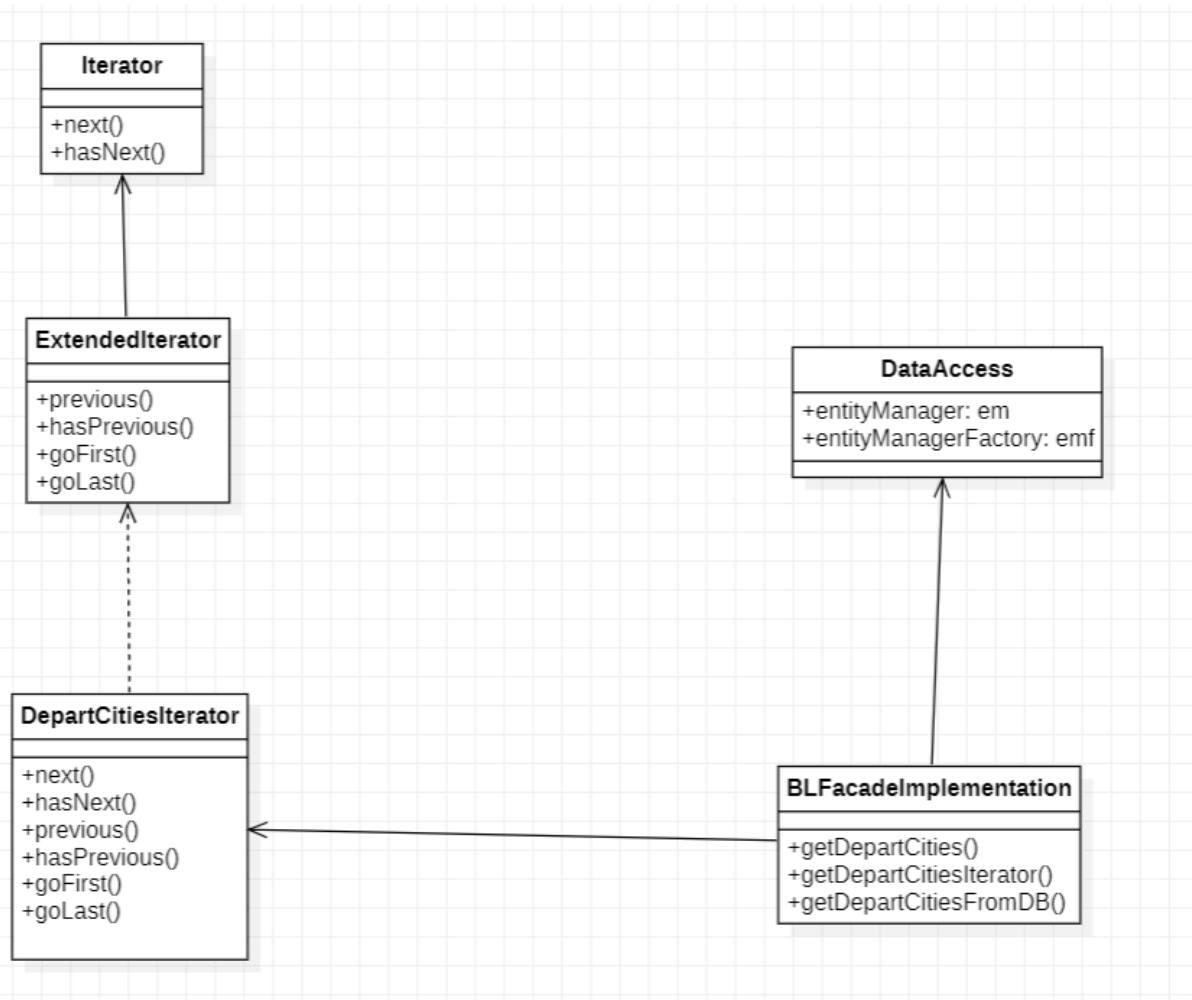 Iterator
+next()
+hasNext()
ExtendedIterator
+previous()
+hasPrevious()
+goFirst()
+goLast()
DataAccess
+entityManager: em
+entityManagerFactory: emf
DepartCitiesIterator
+next()
+hasNext()
+previous()
+hasPrevious()
+goFirst()
+goLast()
BLFacadeImplementation
+getDepartCities()
+getDepartCitiesIterator()
+getDepartCitiesFromDB()